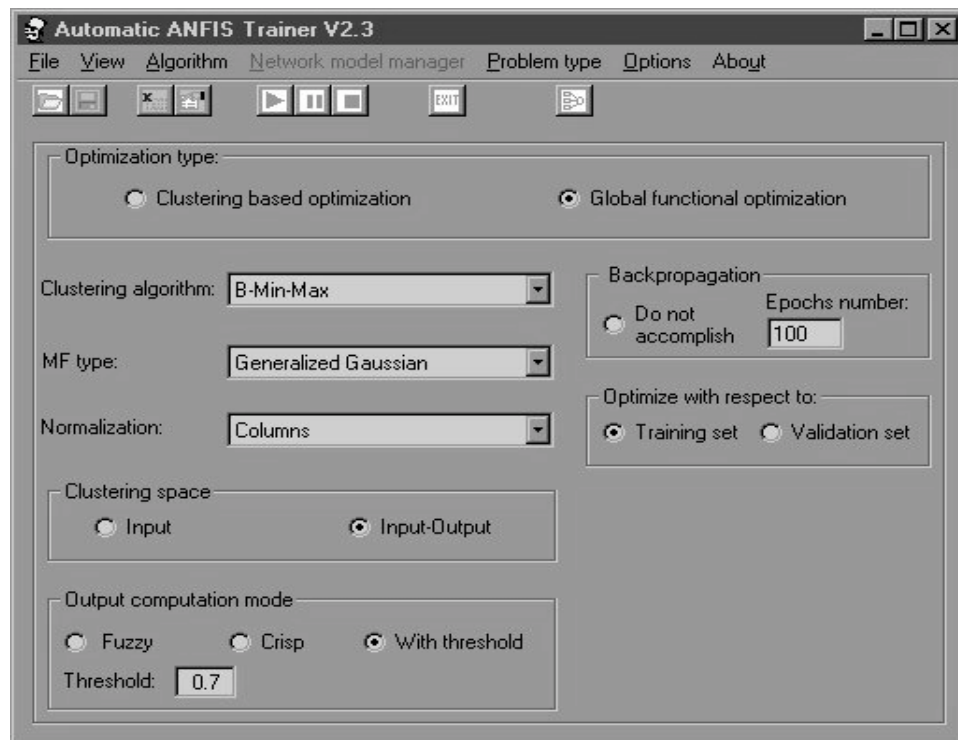 Automatic ANFIS Trainer V2.3
File View Algorithm Network model manager Problem type Options About
X
EXIT
Optimization type:
Clustering based optimization Global functional optimization
Clustering algorithm: B-Min-Max
Backpropagation
Do not accomplish
Epochs number:
100
MF type: Generalized Gaussian
Optimize with respect to:
Training set Validation set
Normalization: Columns
Clustering space
Input Input-Output
Output computation mode
Fuzzy Crisp With threshold
Threshold: 0.7